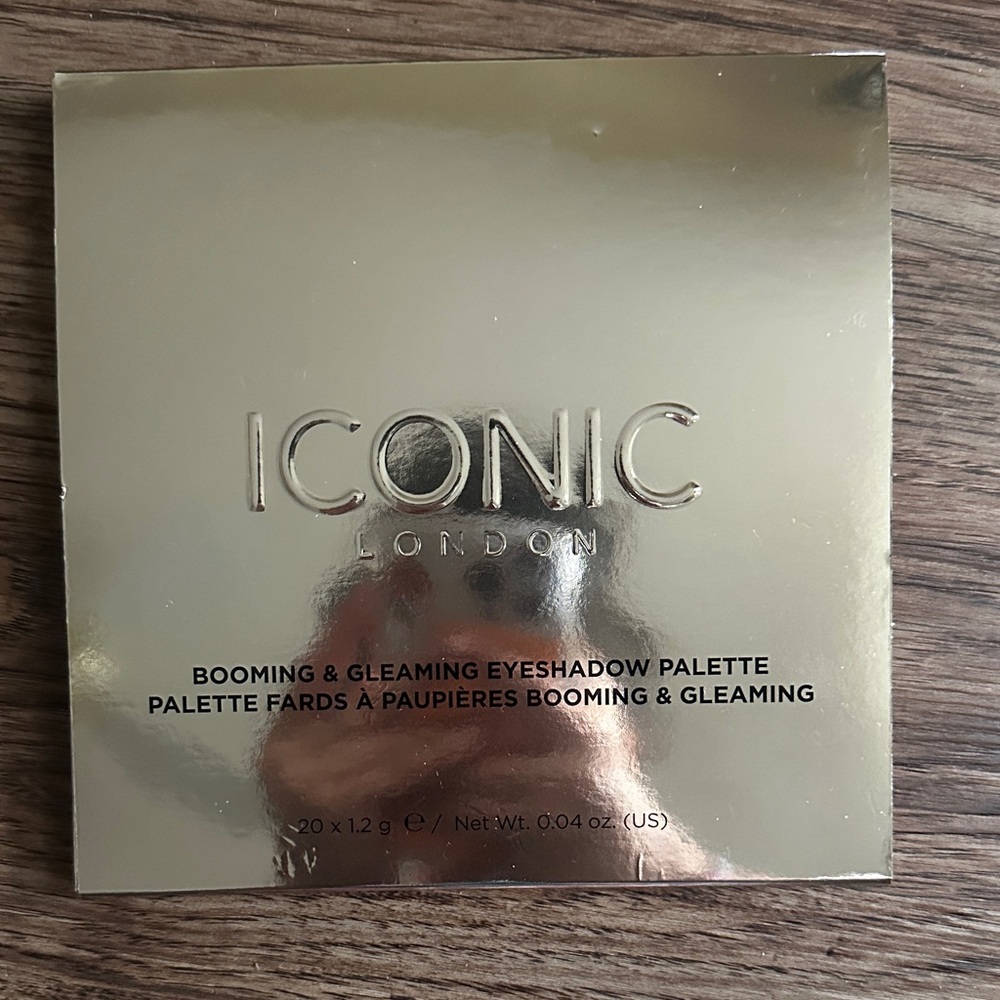 ICONIC
LONDON
BOOMING & GLEAMING EYESHADOW PALETTE
PALETTE FARDS À PAUPIÈRES BOOMING & GLEAMING
20 x 1.2 g ℮ / Net Wt. 0.04 oz. (US)